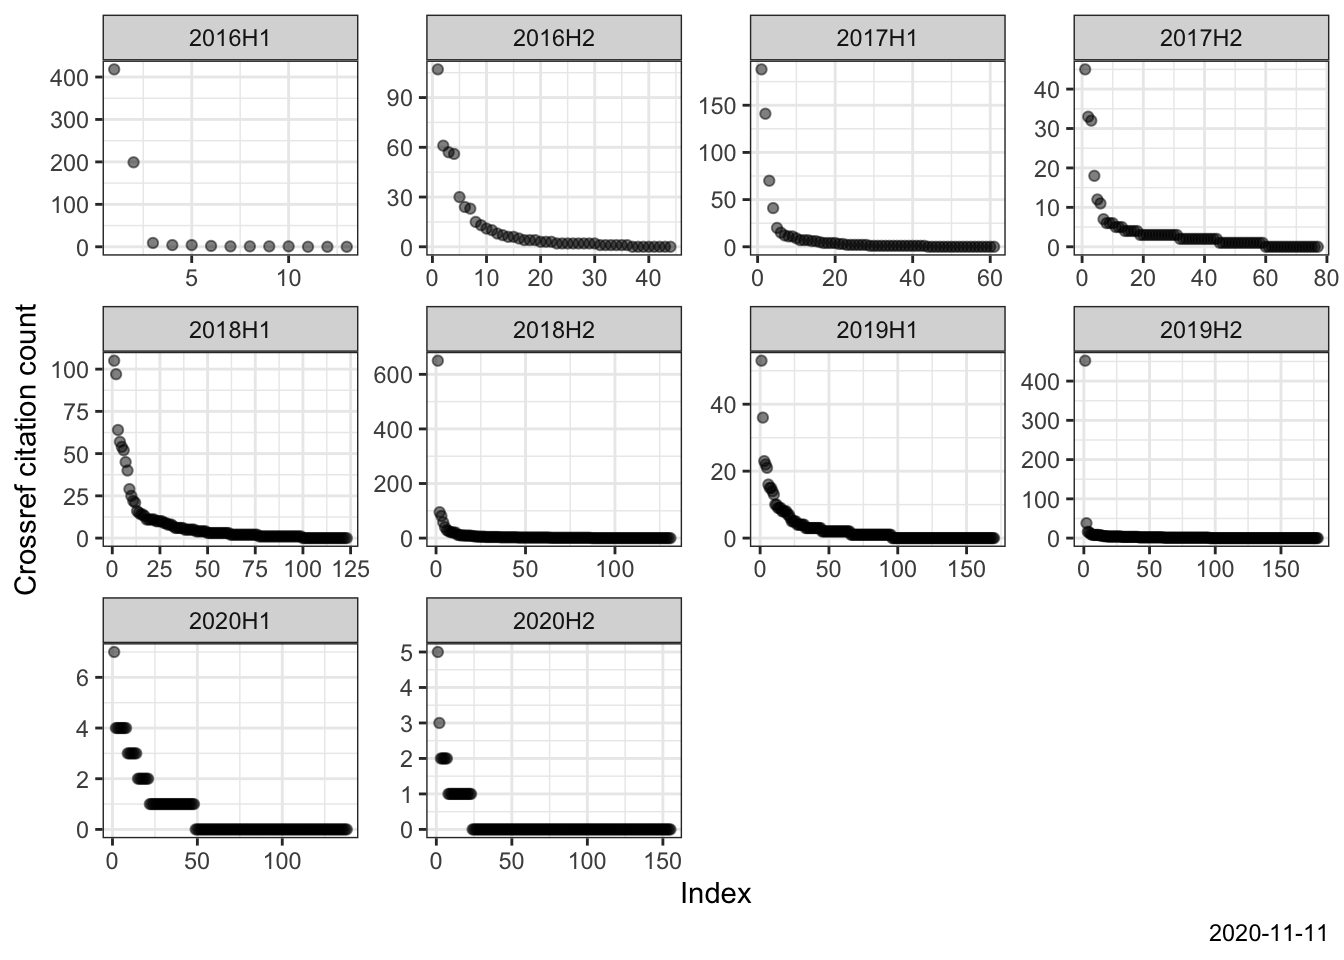 2016H1 2016H2 2017H1 2017H2
400 300 200 100 0
90 60 30 0
150 100 50 0
40 30 20 10 0
5 10
0 10 20 30 40
0 20 40 60
0 20 40 60 80
Crossref citation count
2018H1 2018H2 2019H1 2019H2
100 75 50 25 0
600 400 200 0
40 20 0
400 300 200 100 0
0 25 50 75 100 125
0 50 100
0 50 100 150
0 50 100 150
2020H1 2020H2
6 4 2 0
5 4 3 2 1 0
0 50 100
0 50 100 150
Index
2020-11-11